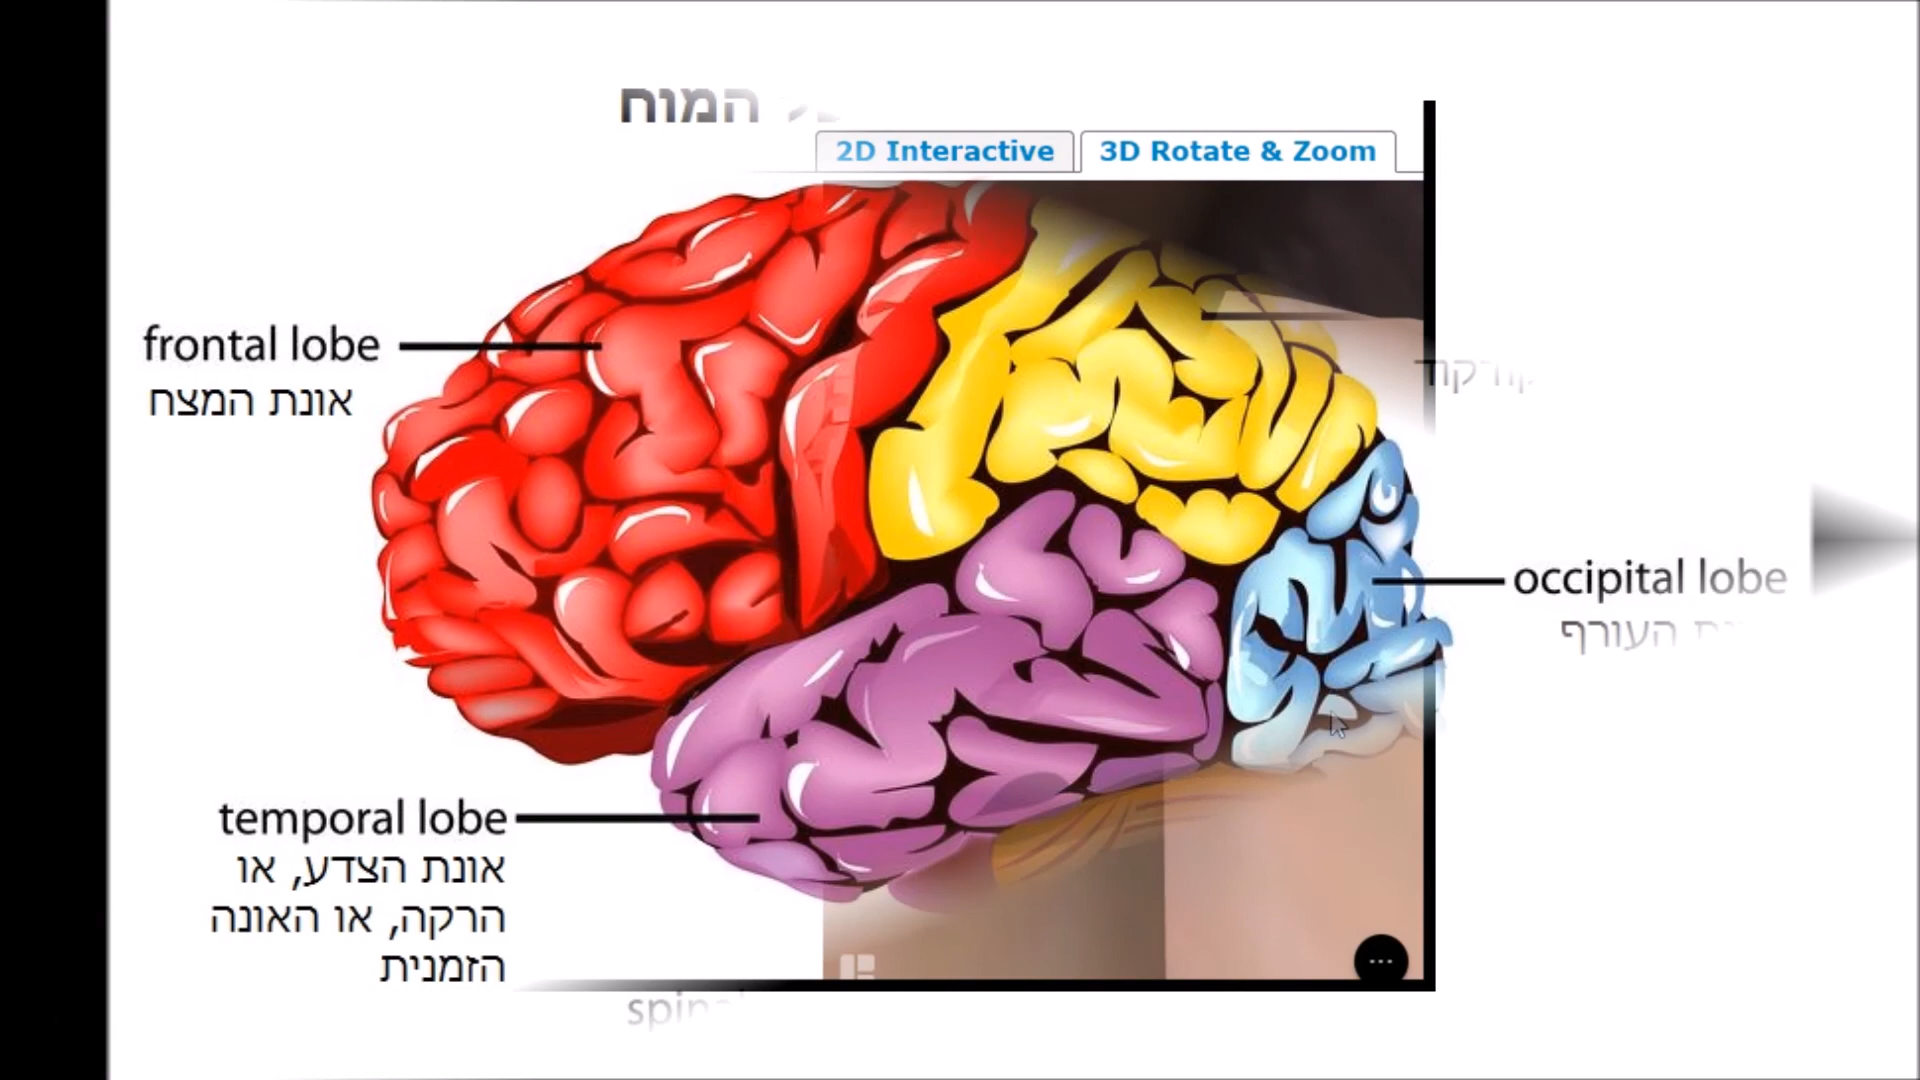 המוח
2D Interactive
3D Rotate & Zoom
frontal lobe
אונת המצח
occipital lobe
העורף
temporal lobe
אונת הצדע, או
הרקה, או האונה
הזמנית